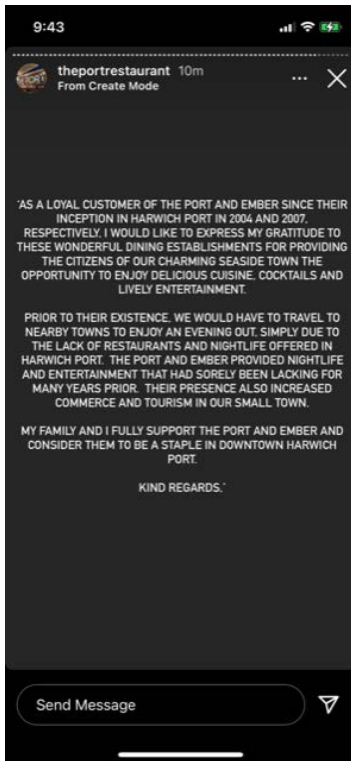 9:43
theportrestaurant 10m
From Create Mode
"AS A LOYAL CUSTOMER OF THE PORT AND EMBER SINCE THEIR
INCEPTION IN HARWICH PORT IN 2004 AND 2007,
RESPECTIVELY, I WOULD LIKE TO EXPRESS MY GRATITUDE TO
THESE WONDERFUL DINING ESTABLISHMENTS FOR PROVIDING
THE CITIZENS OF OUR CHARMING SEASIDE TOWN THE
OPPORTUNITY TO ENJOY DELICIOUS CUISINE, COCKTAILS AND
LIVELY ENTERTAINMENT.
PRIOR TO THEIR EXISTENCE, WE WOULD HAVE TO TRAVEL TO
NEARBY TOWNS TO ENJOY AN EVENING OUT, SIMPLY DUE TO
THE LACK OF RESTAURANTS AND NIGHTLIFE OFFERED IN
HARWICH PORT. THE PORT AND EMBER PROVIDED NIGHTLIFE
AND ENTERTAINMENT THAT HAD SORELY BEEN LACKING FOR
MANY YEARS PRIOR. THEIR PRESENCE ALSO INCREASED
COMMERCE AND TOURISM IN OUR SMALL TOWN.
MY FAMILY AND I FULLY SUPPORT THE PORT AND EMBER AND
CONSIDER THEM TO BE A STAPLE IN DOWNTOWN HARWICH
PORT.
KIND REGARDS,"
Send Message